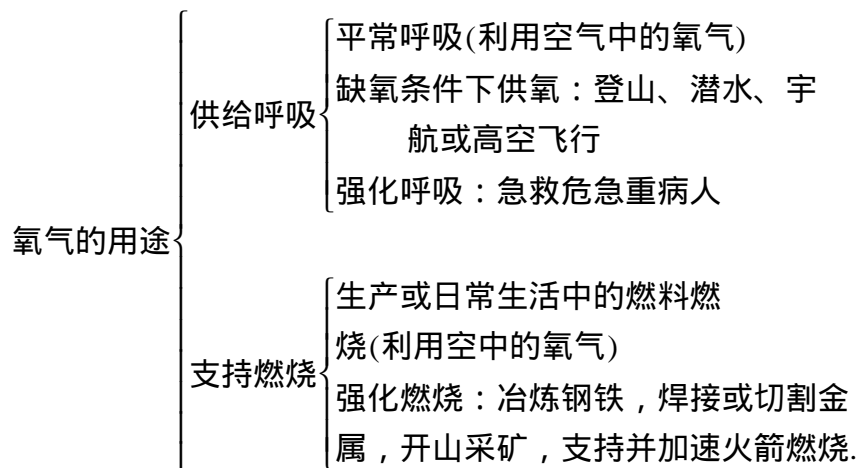 平常呼吸(利用空气中的氧气)
缺氧条件下供氧：登山、潜水、宇
航或高空飞行
供给呼吸
强化呼吸：急救危急重病人
氧气的用途
生产或日常生活中的燃料燃
烧(利用空中的氧气)
支持燃烧
强化燃烧：冶炼钢铁，焊接或切割金
属，开山采矿，支持并加速火箭燃烧.